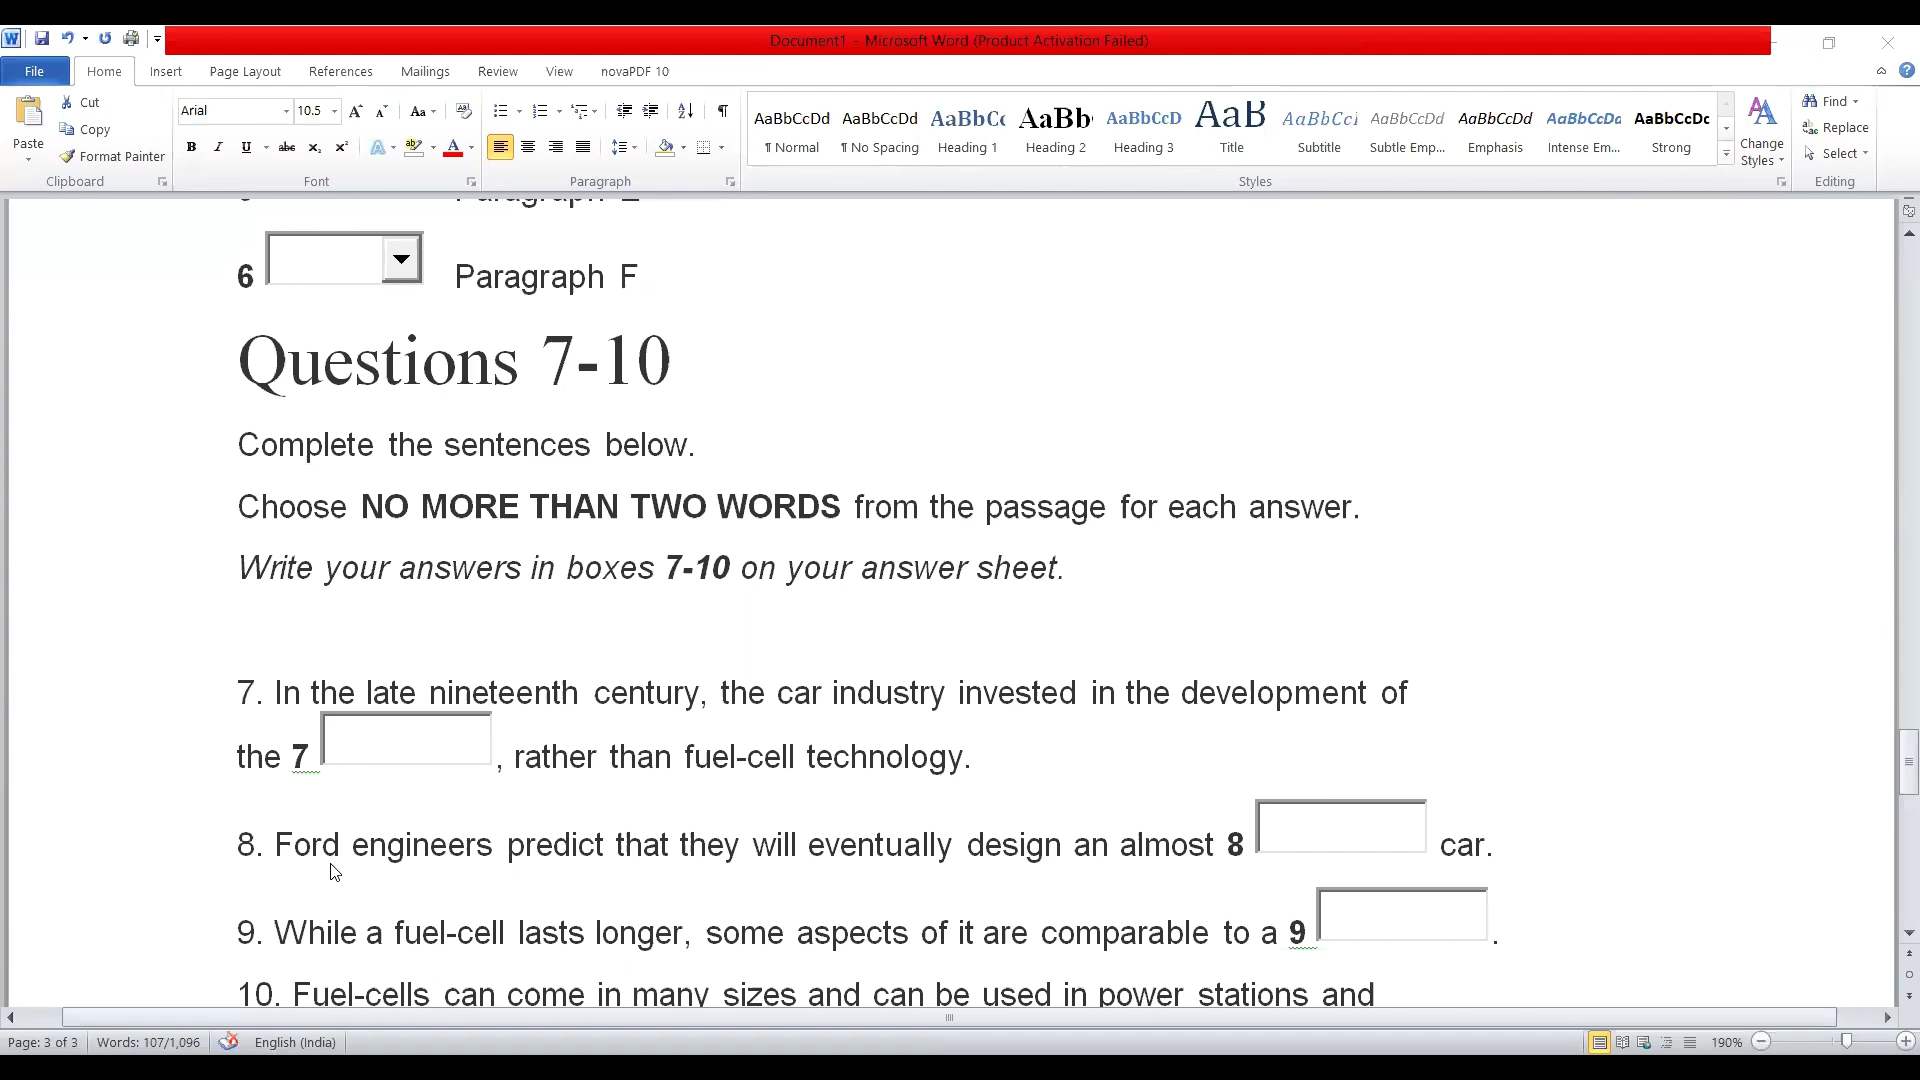 Document1 - Microsoft Word (Product Activation Failed)
File Home Insert Page Layout References Mailings Review View novaPDF 10
Cut
Copy
Format Painter
Paste
Clipboard
Arial 10.5
Font
Paragraph
AaBbCcDd AaBbCcDd AaBbCc AaBb AaBbCcD AaB AaBbCcl AaBbCcDd AaBbCcDd AaBbCcDd AaBbCcDc
¶ Normal ¶ No Spacing Heading 1 Heading 2 Heading 3 Title Subtitle Subtle Emp... Emphasis Intense Em... Strong
Styles
Change Styles
Find
Replace
Select
Editing
6 Paragraph F
Questions 7-10
Complete the sentences below.
Choose NO MORE THAN TWO WORDS from the passage for each answer.
Write your answers in boxes 7-10 on your answer sheet.
7. In the late nineteenth century, the car industry invested in the development of
the 7 , rather than fuel-cell technology.
8. Ford engineers predict that they will eventually design an almost 8 car.
9. While a fuel-cell lasts longer, some aspects of it are comparable to a 9 .
10. Fuel-cells can come in many sizes and can be used in power stations and
Page: 3 of 3 Words: 107/1,096 English (India) 190%